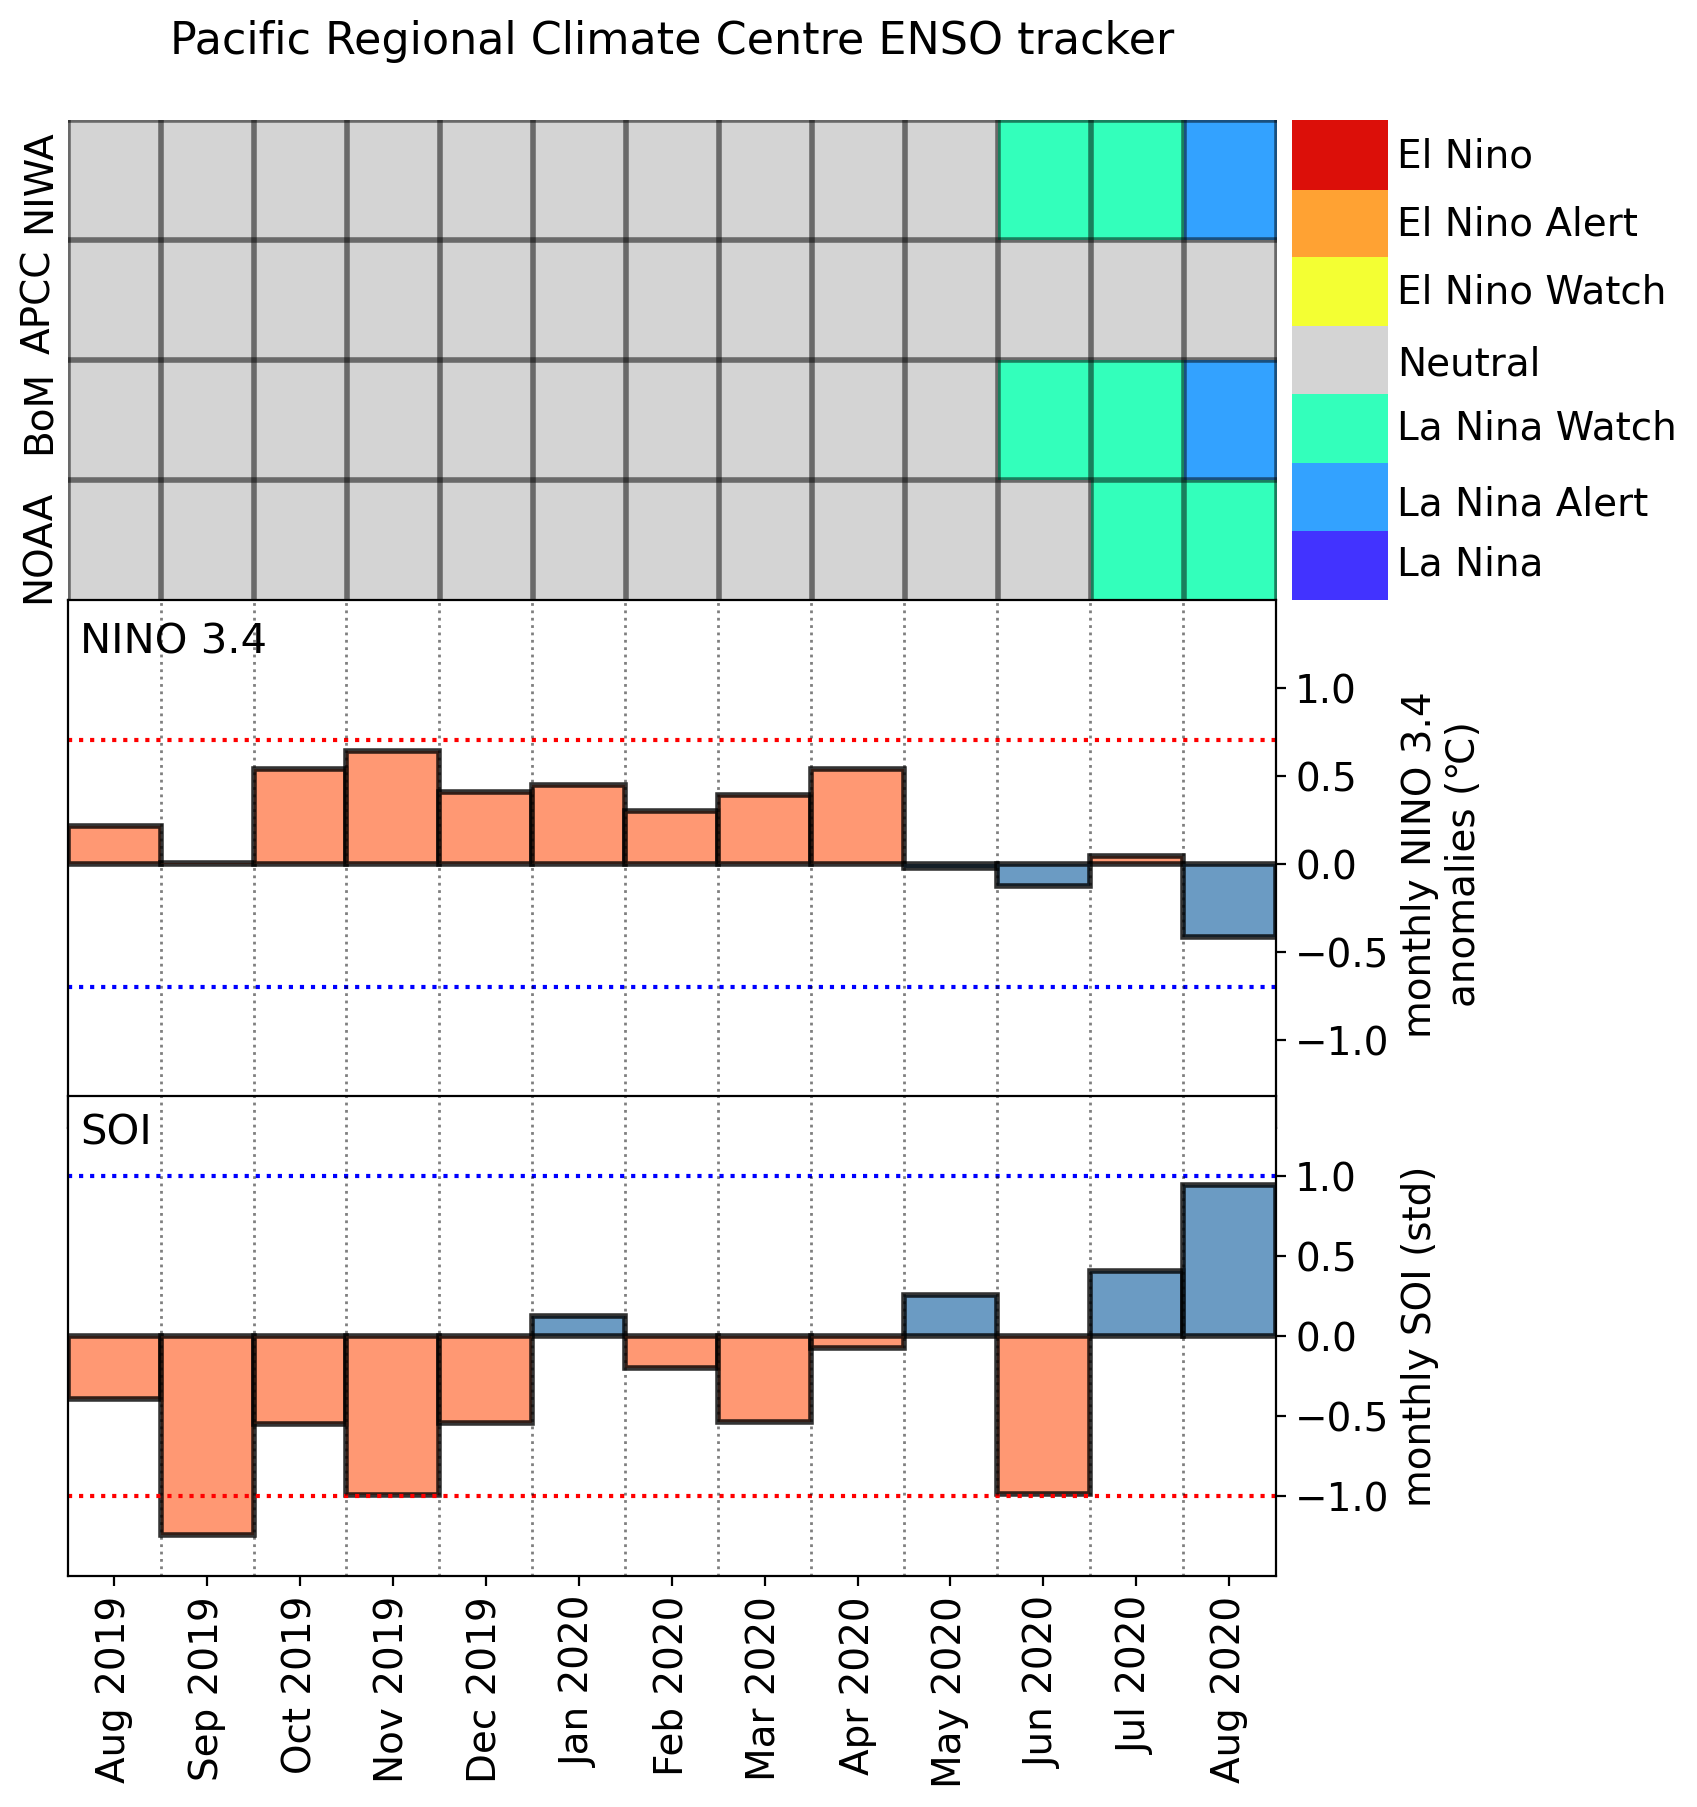 Pacific Regional Climate Centre ENSO tracker
NIWA
APCC
BoM
NOAA
El Nino
El Nino Alert
El Nino Watch
Neutral
La Nina Watch
La Nina Alert
La Nina
NINO 3.4
1.0
0.5
0.0
−0.5
−1.0
monthly NINO 3.4
anomalies (°C)
SOI
1.0
0.5
0.0
−0.5
−1.0
monthly SOI (std)
Aug 2019
Sep 2019
Oct 2019
Nov 2019
Dec 2019
Jan 2020
Feb 2020
Mar 2020
Apr 2020
May 2020
Jun 2020
Jul 2020
Aug 2020